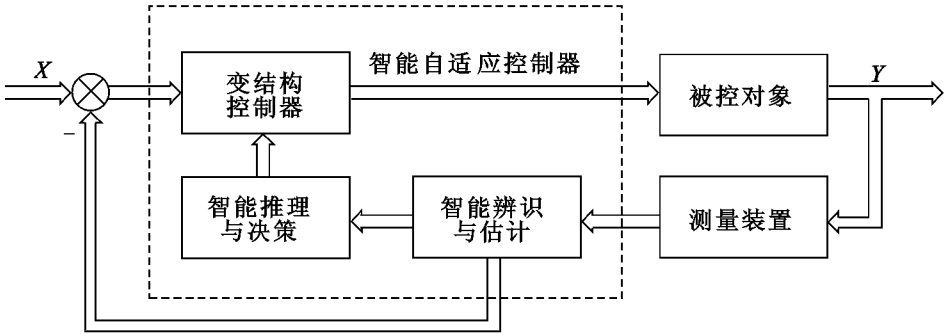 X
−
变结构
控制器
智能自适应控制器
被控对象
Y
智能推理
与决策
智能辨识
与估计
测量装置